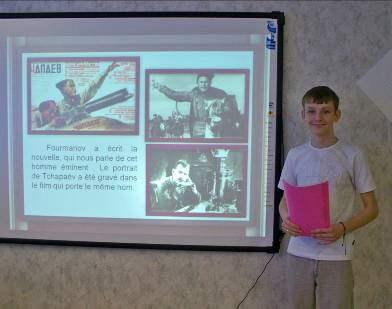 ЧАПАЕВ
Fourmanov a écrit la
nouvelle, qui nous parle de cet
homme éminent. Le portrait
de Tchapaév a été gravé dans
le film qui porte le même nom.